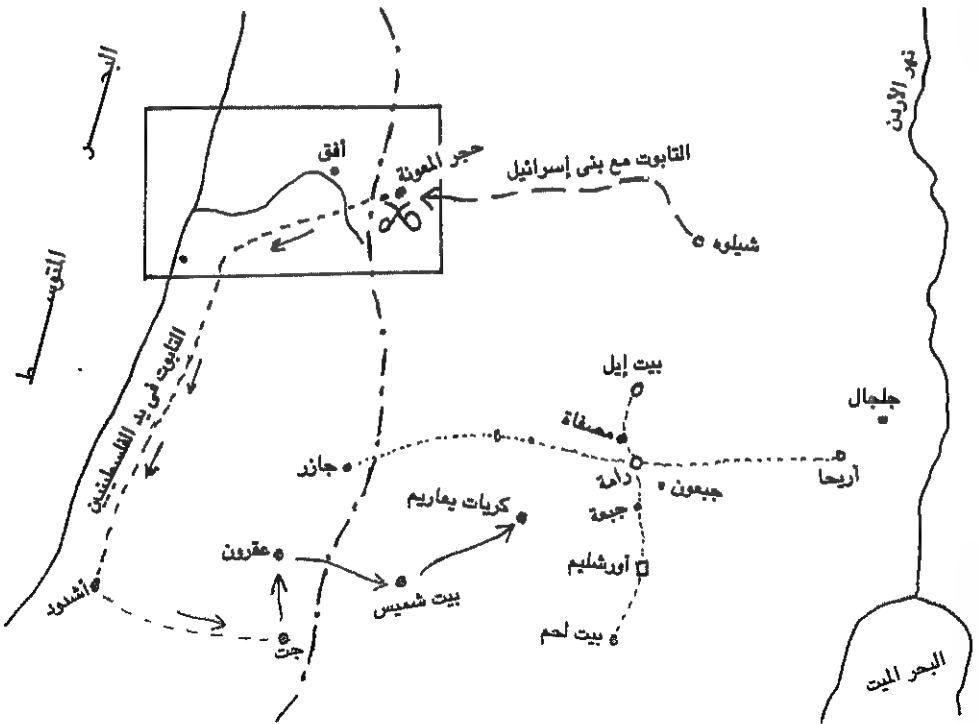 البحر
المتوسط
نهر الأردن
أفق
حجر المعونة
التابوت مع بنى إسرائيل
شيلوه
التابوت فى يد الفلسطينيين
بيت إيل
مصفاة
جلجال
جازر
رامة
جبعون
أريحا
كريات يعاريم
جبعة
عقرون
أورشليم
أشدود
بيت شميس
بيت لحم
جت
البحر الميت